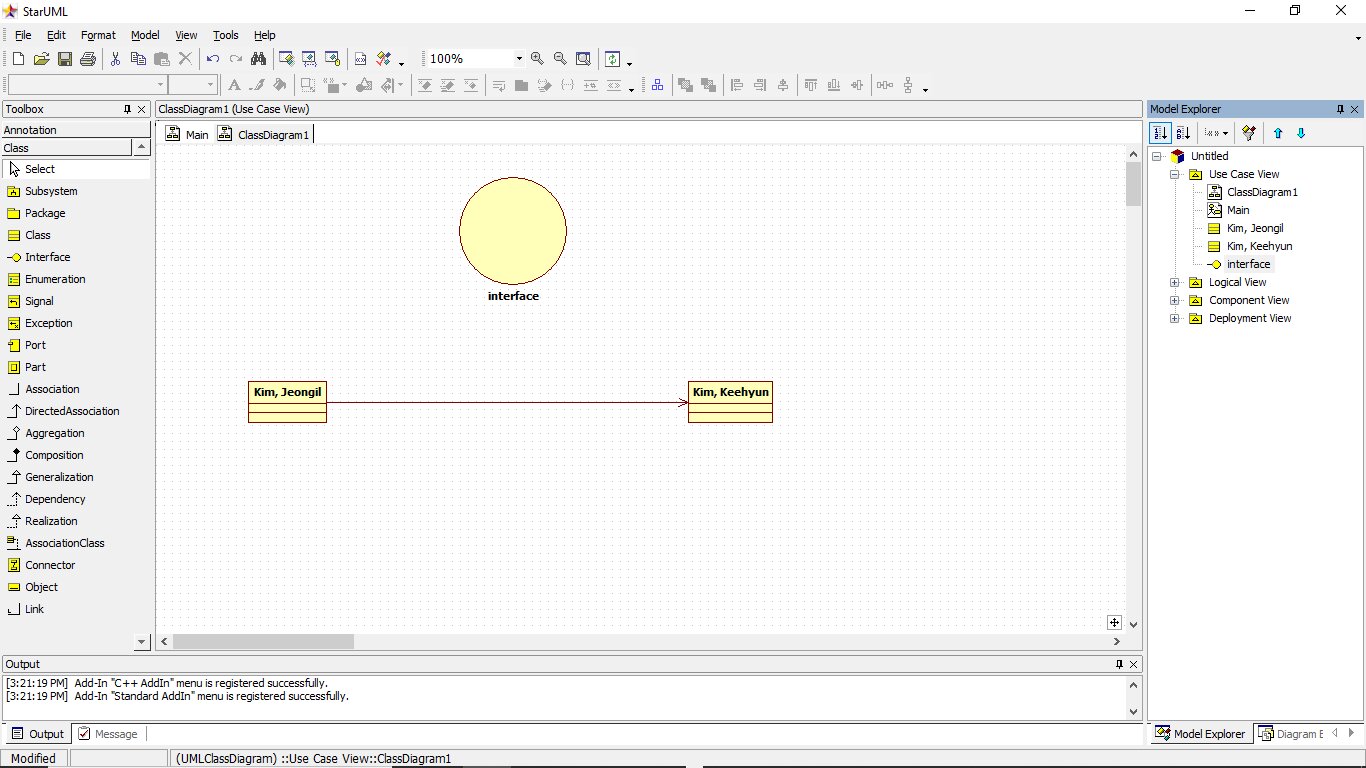 StarUML
File Edit Format Model View Tools Help
100%
Toolbox
Annotation
Class
Select
Subsystem
Package
Class
Interface
Enumeration
Signal
Exception
Port
Part
Association
DirectedAssociation
Aggregation
Composition
Generalization
Dependency
Realization
AssociationClass
Connector
Object
Link
ClassDiagram1 (Use Case View)
Main ClassDiagram1
interface
Kim, Jeongil
Kim, Keehyun
Model Explorer
Untitled
Use Case View
ClassDiagram1
Main
Kim, Jeongil
Kim, Keehyun
interface
Logical View
Component View
Deployment View
Output
[3:21:19 PM] Add-In "C++ AddIn" menu is registered successfully.
[3:21:19 PM] Add-In "Standard AddIn" menu is registered successfully.
Output Message
Model Explorer Diagram E
Modified
(UMLClassDiagram) ::Use Case View::ClassDiagram1